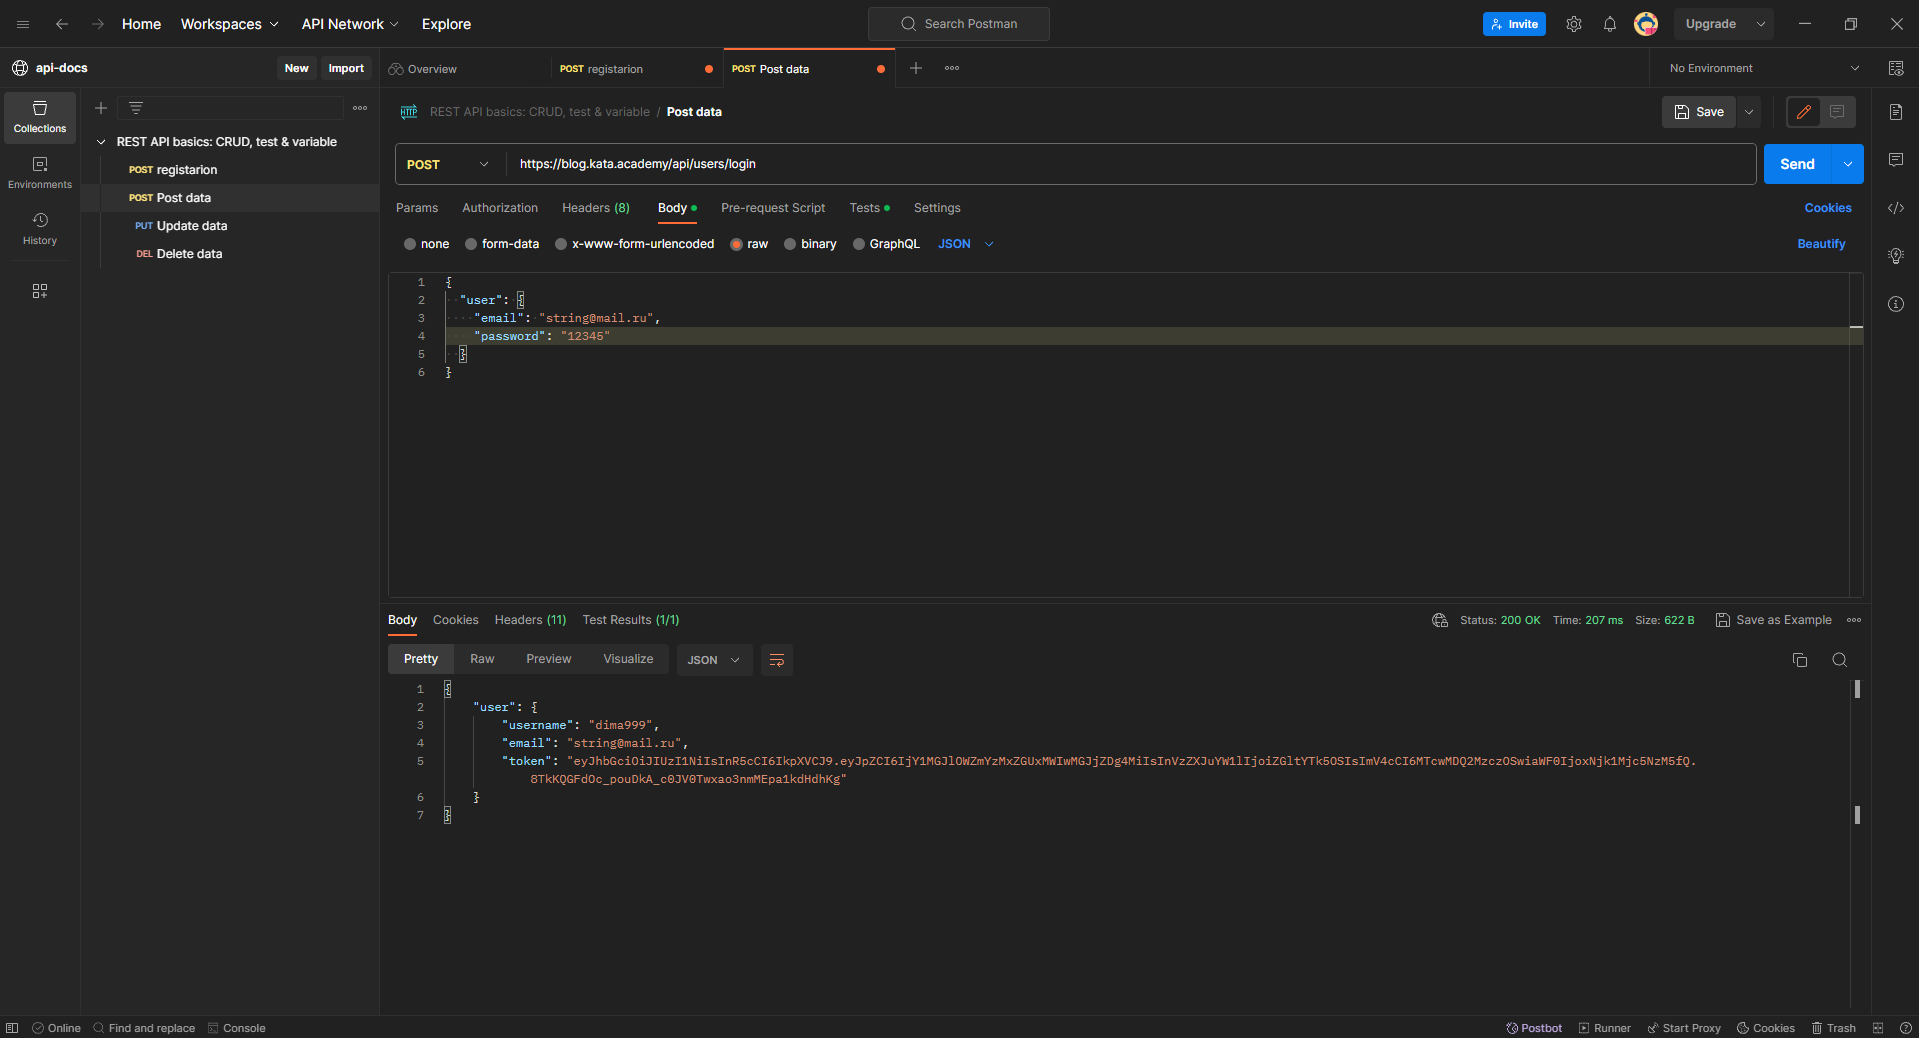 Home Workspaces API Network Explore Search Postman Invite Upgrade
api-docs New Import Overview POST registarion POST Post data No Environment
Collections
Environments
History
REST API basics: CRUD, test & variable
POST registarion
POST Post data
PUT Update data
DEL Delete data
HTTP REST API basics: CRUD, test & variable / Post data Save
POST https://blog.kata.academy/api/users/login Send
Params Authorization Headers (8) Body Pre-request Script Tests Settings Cookies
none form-data x-www-form-urlencoded raw binary GraphQL JSON Beautify
1 {
2 "user": {
3 "email": "string@mail.ru",
4 "password": "12345"
5 }
6 }
Body Cookies Headers (11) Test Results (1/1) Status: 200 OK Time: 207 ms Size: 622 B Save as Example
Pretty Raw Preview Visualize JSON
1 {
2 "user": {
3 "username": "dima999",
4 "email": "string@mail.ru",
5 "token": "eyJhbGciOiJIUzI1NiIsInR5cCI6IkpXVCJ9.eyJpZCI6IjY1MGJlOWZmYzMxZGUxMWIwMGJjZDg4MiIsInVzZXJuYW1lIjoiZGltYTk5OSIsImV4cCI6MTcwMDQ2MzczOSwiaWF0IjoxNjk1Mjc5NzM5fQ.
8TkKQGFdOc_pouDkA_c0JV0Twxao3nmMEpa1kdHdhKg"
6 }
7 }
Online Find and replace Console Postbot Runner Start Proxy Cookies Trash